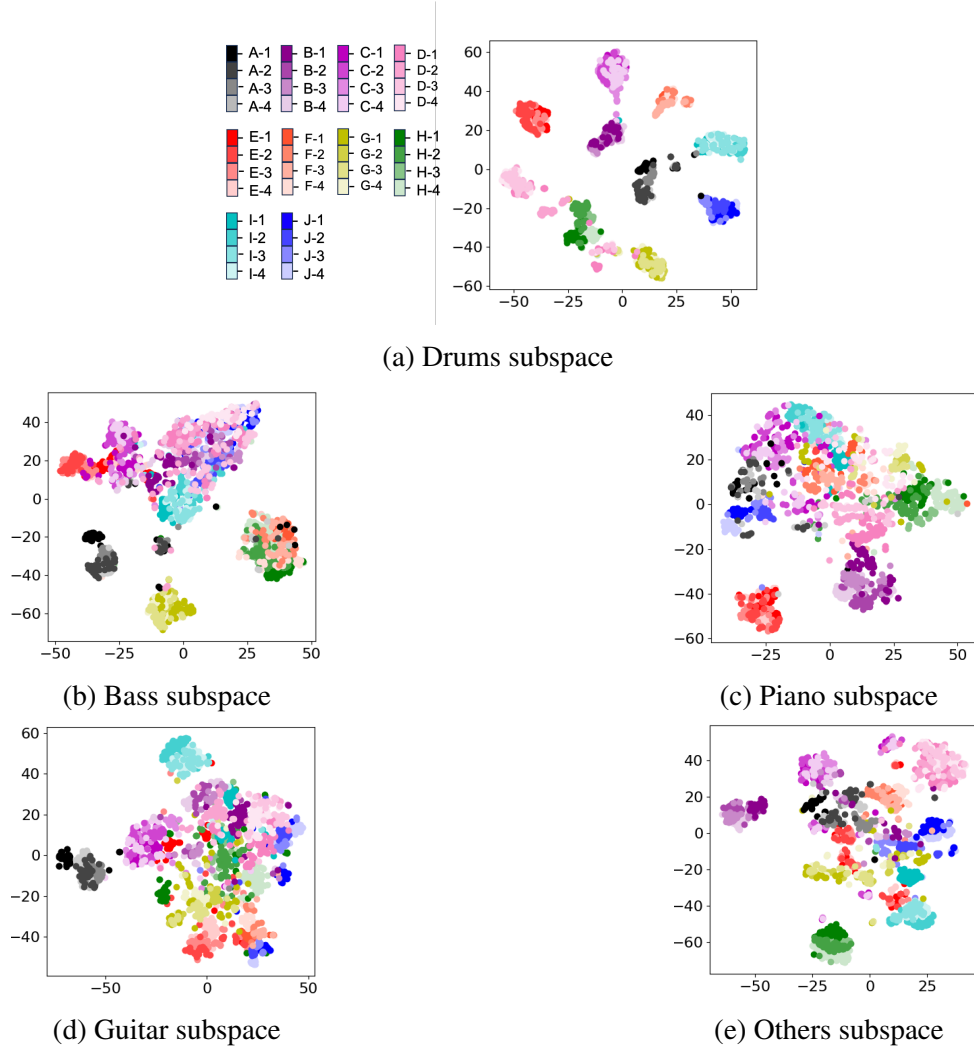 A-1 B-1 C-1 D-1
A-2 B-2 C-2 D-2
A-3 B-3 C-3 D-3
A-4 B-4 C-4 D-4
E-1 F-1 G-1 H-1
E-2 F-2 G-2 H-2
E-3 F-3 G-3 H-3
E-4 F-4 G-4 H-4
I-1 J-1
I-2 J-2
I-3 J-3
I-4 J-4
60
40
20
0
−20
−40
−60
−50 −25 0 25 50
(a) Drums subspace
40
20
0
−20
−40
−60
−50 −25 0 25 50
(b) Bass subspace
40
20
0
−20
−40
−60
−25 0 25 50
(c) Piano subspace
60
40
20
0
−20
−40
−50 0 50
(d) Guitar subspace
40
20
0
−20
−40
−60
−50 −25 0 25
(e) Others subspace